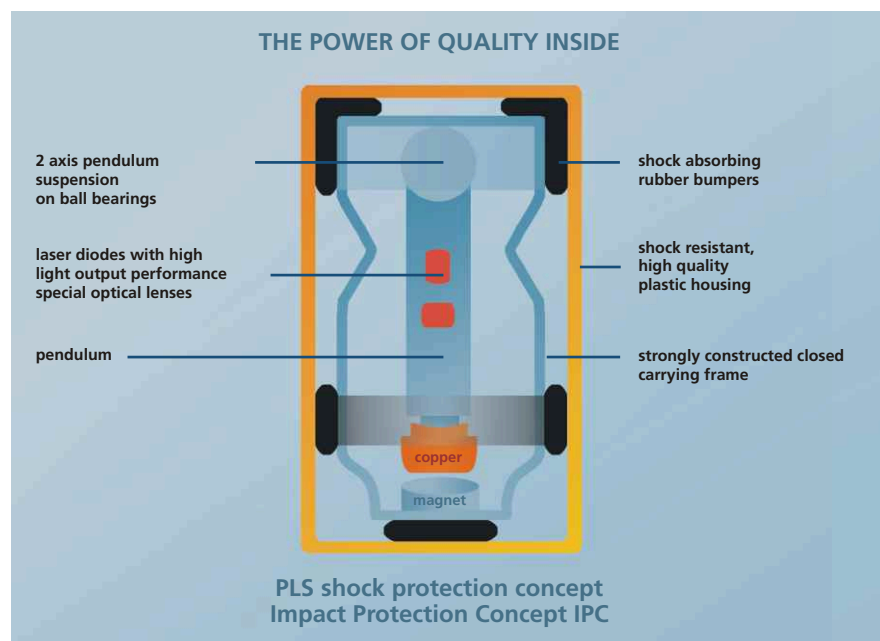 THE POWER OF QUALITY INSIDE
2 axis pendulum
suspension
on ball bearings
shock absorbing
rubber bumpers
laser diodes with high
light output performance
special optical lenses
shock resistant,
high quality
plastic housing
pendulum
strongly constructed closed
carrying frame
copper
magnet
PLS shock protection concept
Impact Protection Concept IPC